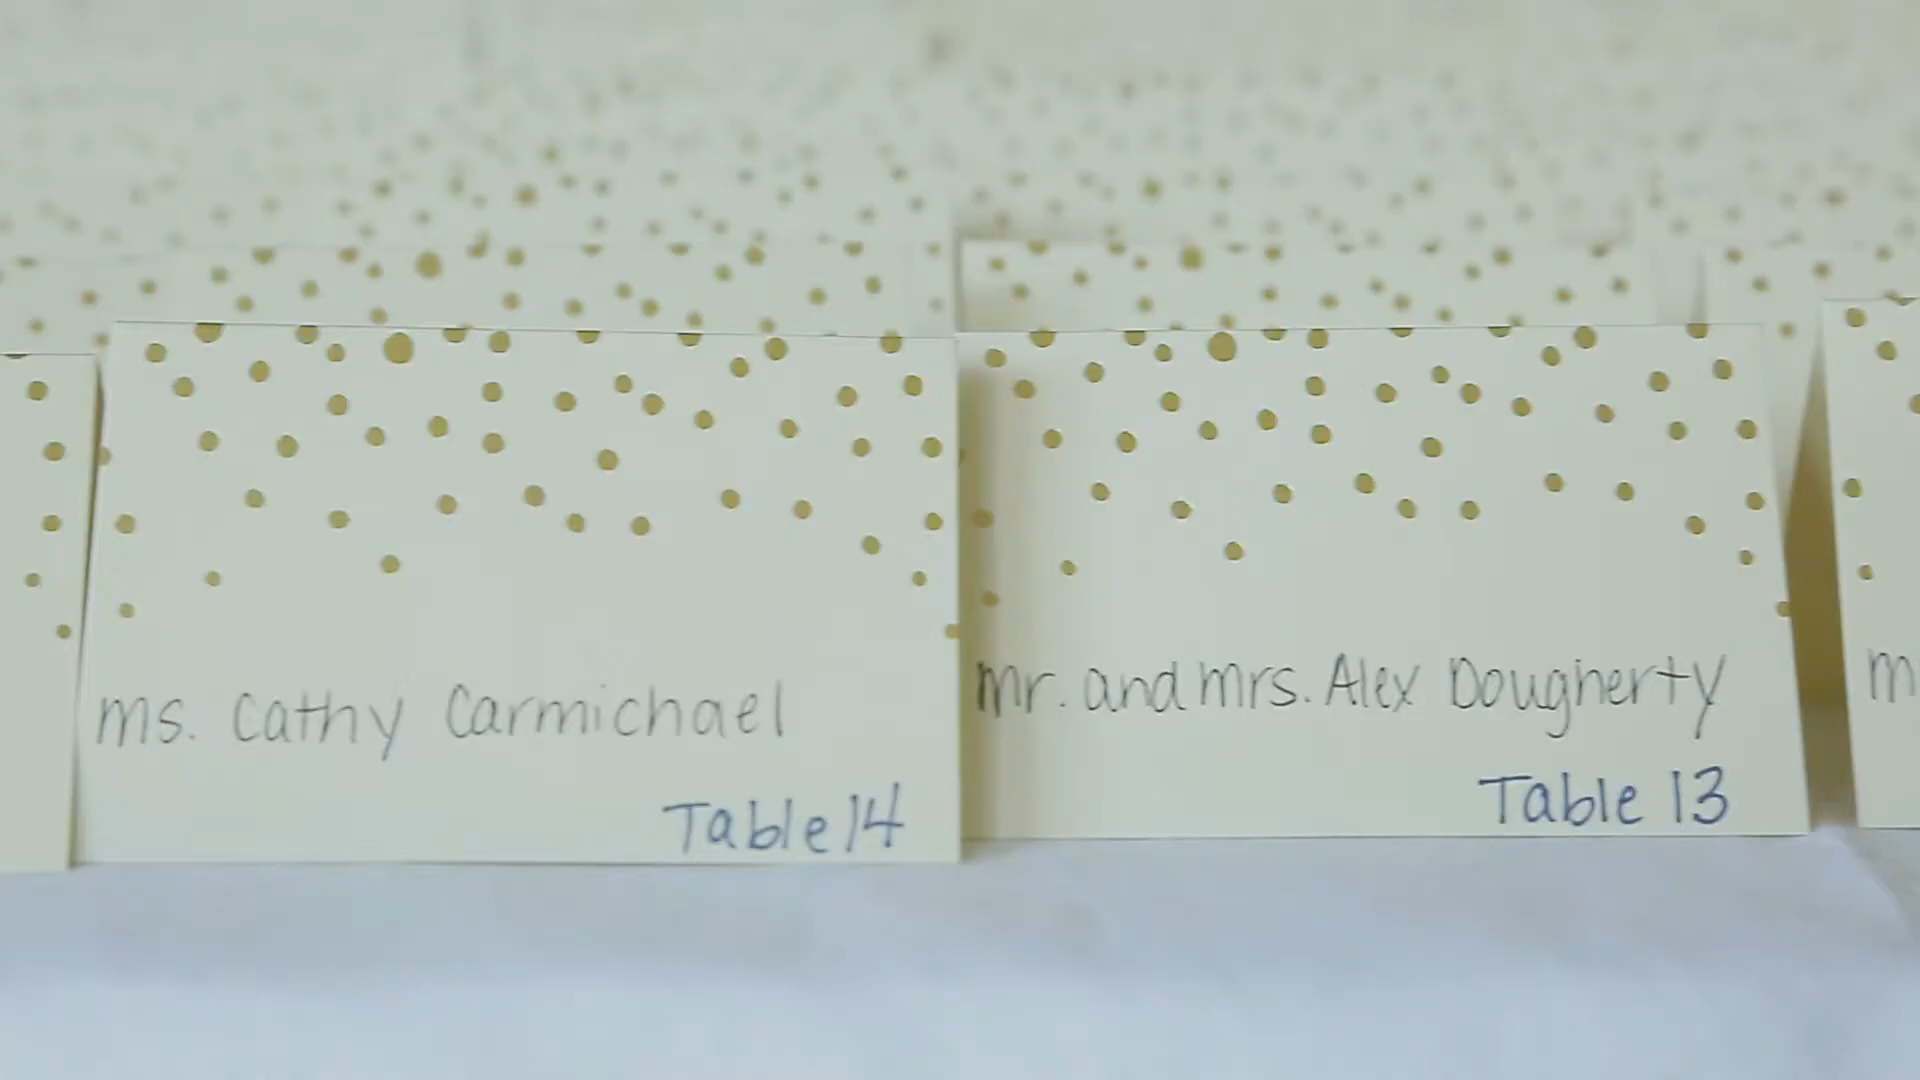 ms. Cathy Carmichael
Table 14
mr. and mrs. Alex Dougherty
Table 13